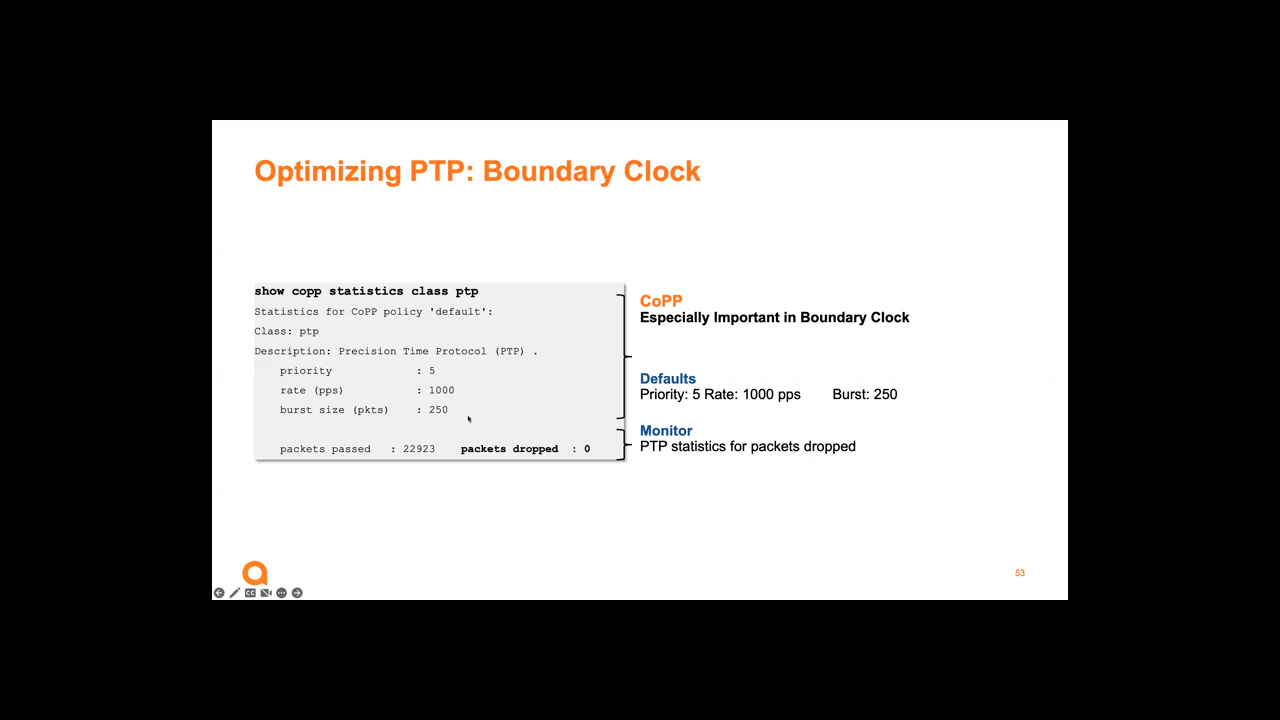 Optimizing PTP: Boundary Clock
show copp statistics class ptp
Statistics for CoPP policy 'default':
Class: ptp
Description: Precision Time Protocol (PTP) .
priority : 5
rate (pps) : 1000
burst size (pkts) : 250
packets passed : 22923 packets dropped : 0
CoPP
Especially Important in Boundary Clock
Defaults
Priority: 5 Rate: 1000 pps Burst: 250
Monitor
PTP statistics for packets dropped
53
CC